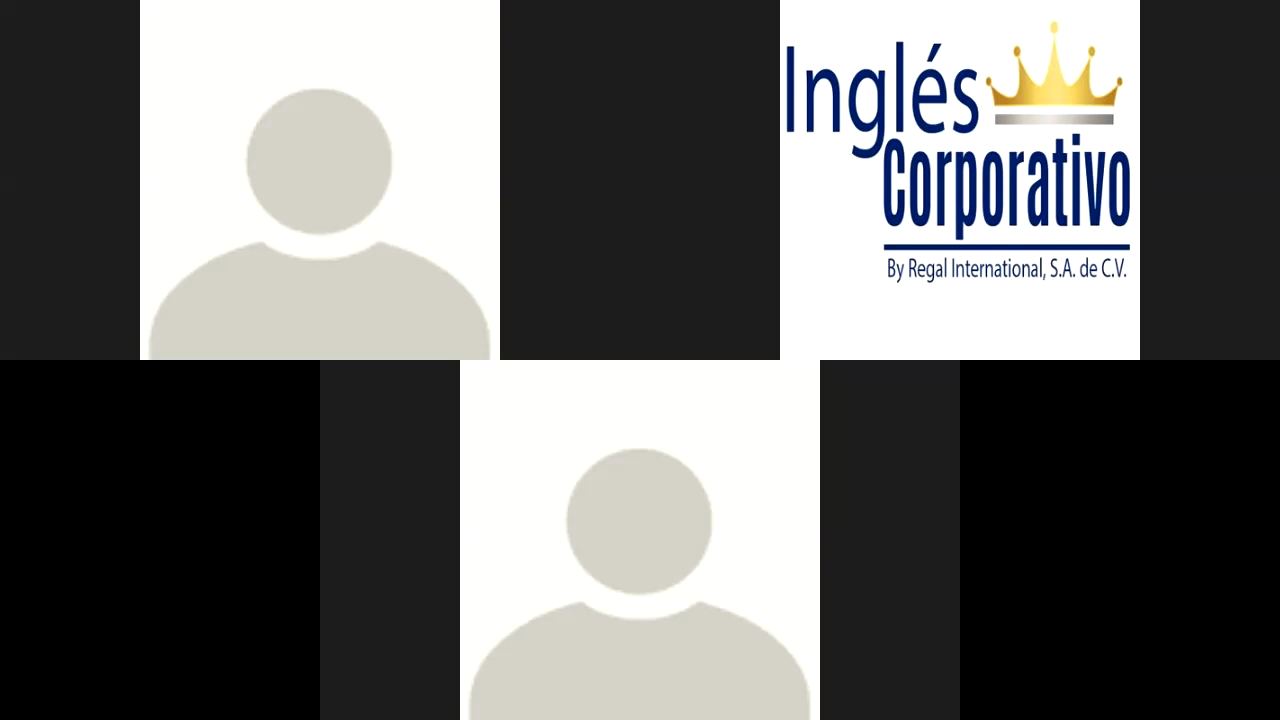 Inglés
Corporativo
By Regal International, S.A. de C.V.